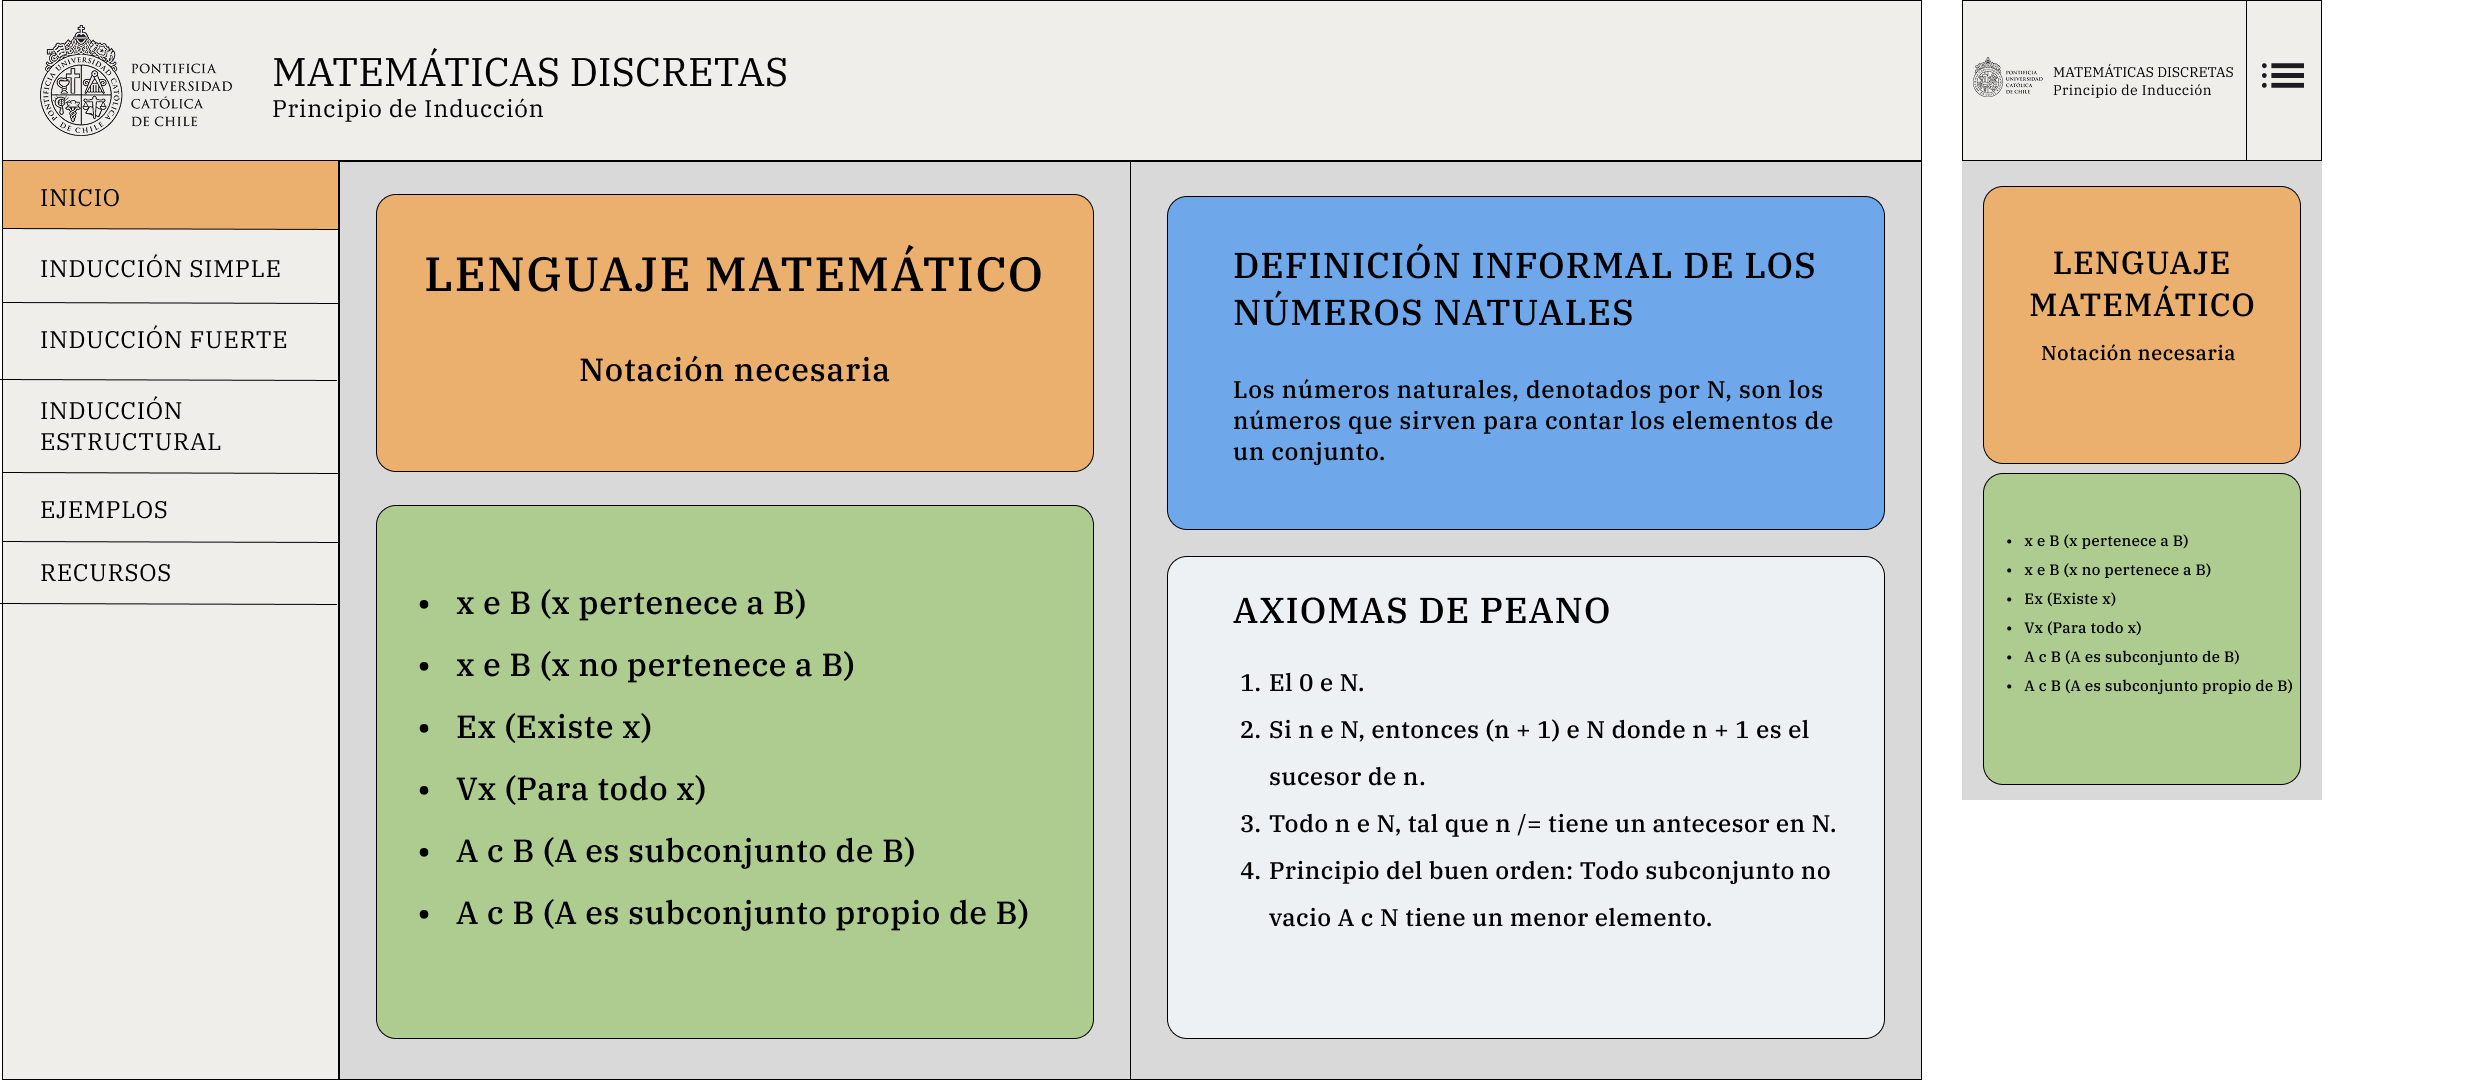 PONTIFICIA
UNIVERSIDAD
CATÓLICA
DE CHILE
PONTIFICIA UNIVERSIDAD CATÓLICA DE CHILE
MATEMÁTICAS DISCRETAS
Principio de Inducción
INICIO
INDUCCIÓN SIMPLE
INDUCCIÓN FUERTE
INDUCCIÓN
ESTRUCTURAL
EJEMPLOS
RECURSOS
LENGUAJE MATEMÁTICO
Notación necesaria
• x e B (x pertenece a B)
• x e B (x no pertenece a B)
• Ex (Existe x)
• Vx (Para todo x)
• A c B (A es subconjunto de B)
• A c B (A es subconjunto propio de B)
DEFINICIÓN INFORMAL DE LOS
NÚMEROS NATUALES
Los números naturales, denotados por N, son los
números que sirven para contar los elementos de
un conjunto.
AXIOMAS DE PEANO
1. El 0 e N.
2. Si n e N, entonces (n + 1) e N donde n + 1 es el
sucesor de n.
3. Todo n e N, tal que n /= tiene un antecesor en N.
4. Principio del buen orden: Todo subconjunto no
vacio A c N tiene un menor elemento.
PONTIFICIA
UNIVERSIDAD
CATÓLICA
DE CHILE
MATEMÁTICAS DISCRETAS
Principio de Inducción
LENGUAJE
MATEMÁTICO
Notación necesaria
• x e B (x pertenece a B)
• x e B (x no pertenece a B)
• Ex (Existe x)
• Vx (Para todo x)
• A c B (A es subconjunto de B)
• A c B (A es subconjunto propio de B)